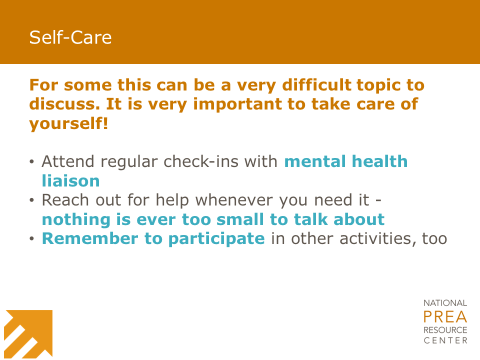 Self-Care
For some this can be a very difficult topic to
discuss. It is very important to take care of
yourself!
• Attend regular check-ins with mental health
liaison
• Reach out for help whenever you need it -
nothing is ever too small to talk about
• Remember to participate in other activities, too
NATIONAL
PREA
RESOURCE
CENTER